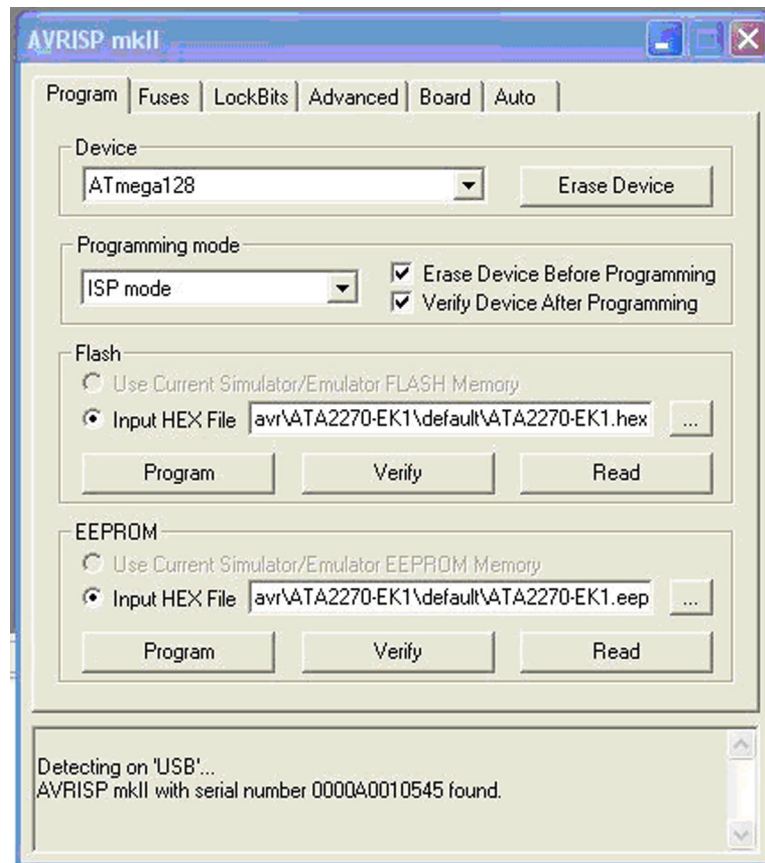 AVRISP mkII
Program Fuses LockBits Advanced Board Auto
Device
ATmega128 Erase Device
Programming mode
ISP mode
Erase Device Before Programming
Verify Device After Programming
Flash
Use Current Simulator/Emulator FLASH Memory
Input HEX File avr\ATA2270-EK1\default\ATA2270-EK1.hex ...
Program Verify Read
EEPROM
Use Current Simulator/Emulator EEPROM Memory
Input HEX File avr\ATA2270-EK1\default\ATA2270-EK1.eep ...
Program Verify Read
Detecting on 'USB'...
AVRISP mkII with serial number 0000A0010545 found.